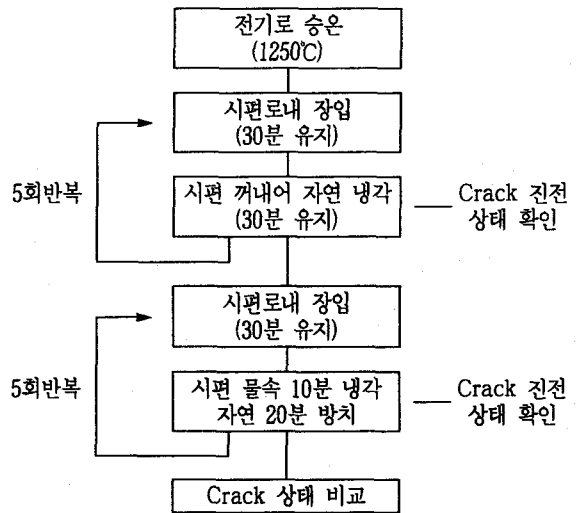 전기로 승온
(1250℃)
시편로내 장입
(30분 유지)
5회반복
시편 꺼내어 자연 냉각
(30분 유지)
Crack 진전
상태 확인
시편로내 장입
(30분 유지)
5회반복
시편 물속 10분 냉각
자연 20분 방치
Crack 진전
상태 확인
Crack 상태 비교